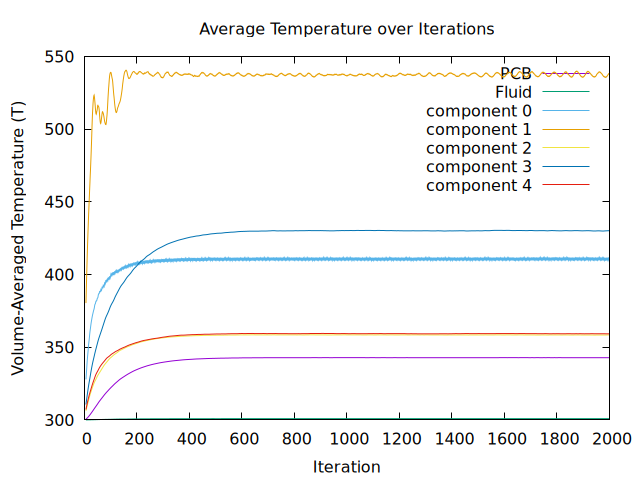 Average Temperature over Iterations
Volume-Averaged Temperature (T)
550
500
450
400
350
300
PCB
Fluid
component 0
component 1
component 2
component 3
component 4
0 200 400 600 800 1000 1200 1400 1600 1800 2000
Iteration